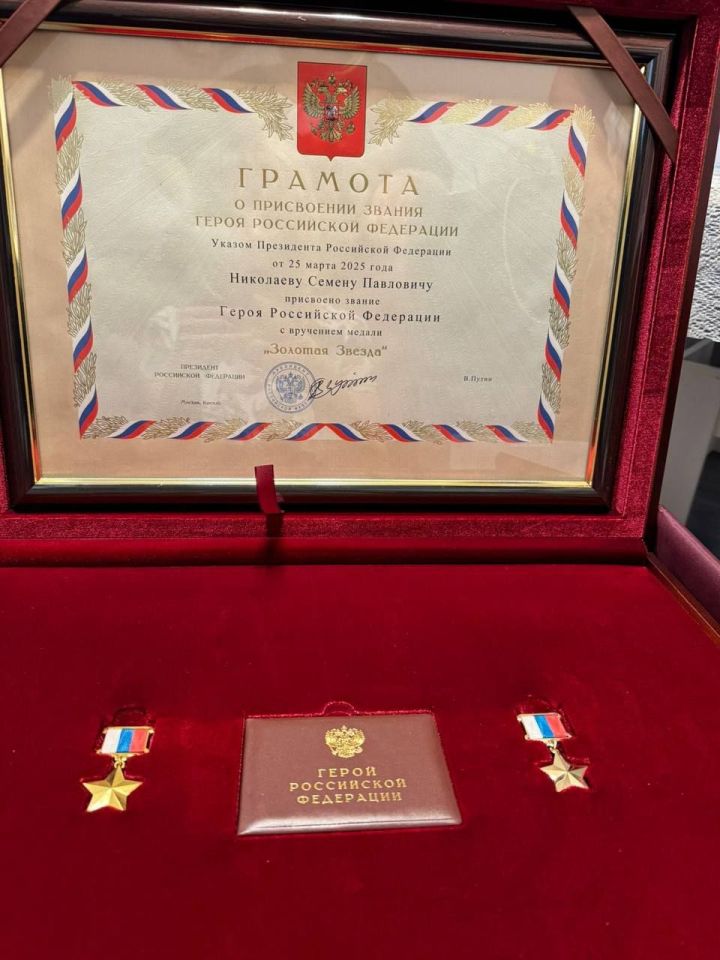 ГРАМОТА
О ПРИСВОЕНИИ ЗВАНИЯ
ГЕРОЯ РОССИЙСКОЙ ФЕДЕРАЦИИ
Указом Президента Российской Федерации
от 25 марта 2025 года
Николаеву Семену Павловичу
присвоено звание
Героя Российской Федерации
с вручением медали
„Золотая Звезда“
ПРЕЗИДЕНТ
РОССИЙСКОЙ ФЕДЕРАЦИИ
В.Путин
Москва, Кремль
ГЕРОЙ
РОССИЙСКОЙ
ФЕДЕРАЦИИ